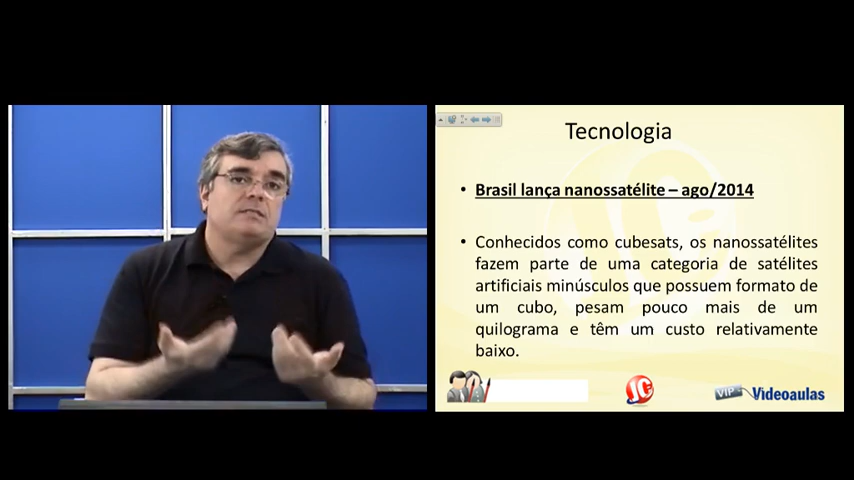 Tecnologia
• Brasil lança nanossatélite – ago/2014
• Conhecidos como cubesats, os nanossatélites
fazem parte de uma categoria de satélites
artificiais minúsculos que possuem formato de
um cubo, pesam pouco mais de um
quilograma e têm um custo relativamente
baixo.
JC
VIP Videoaulas